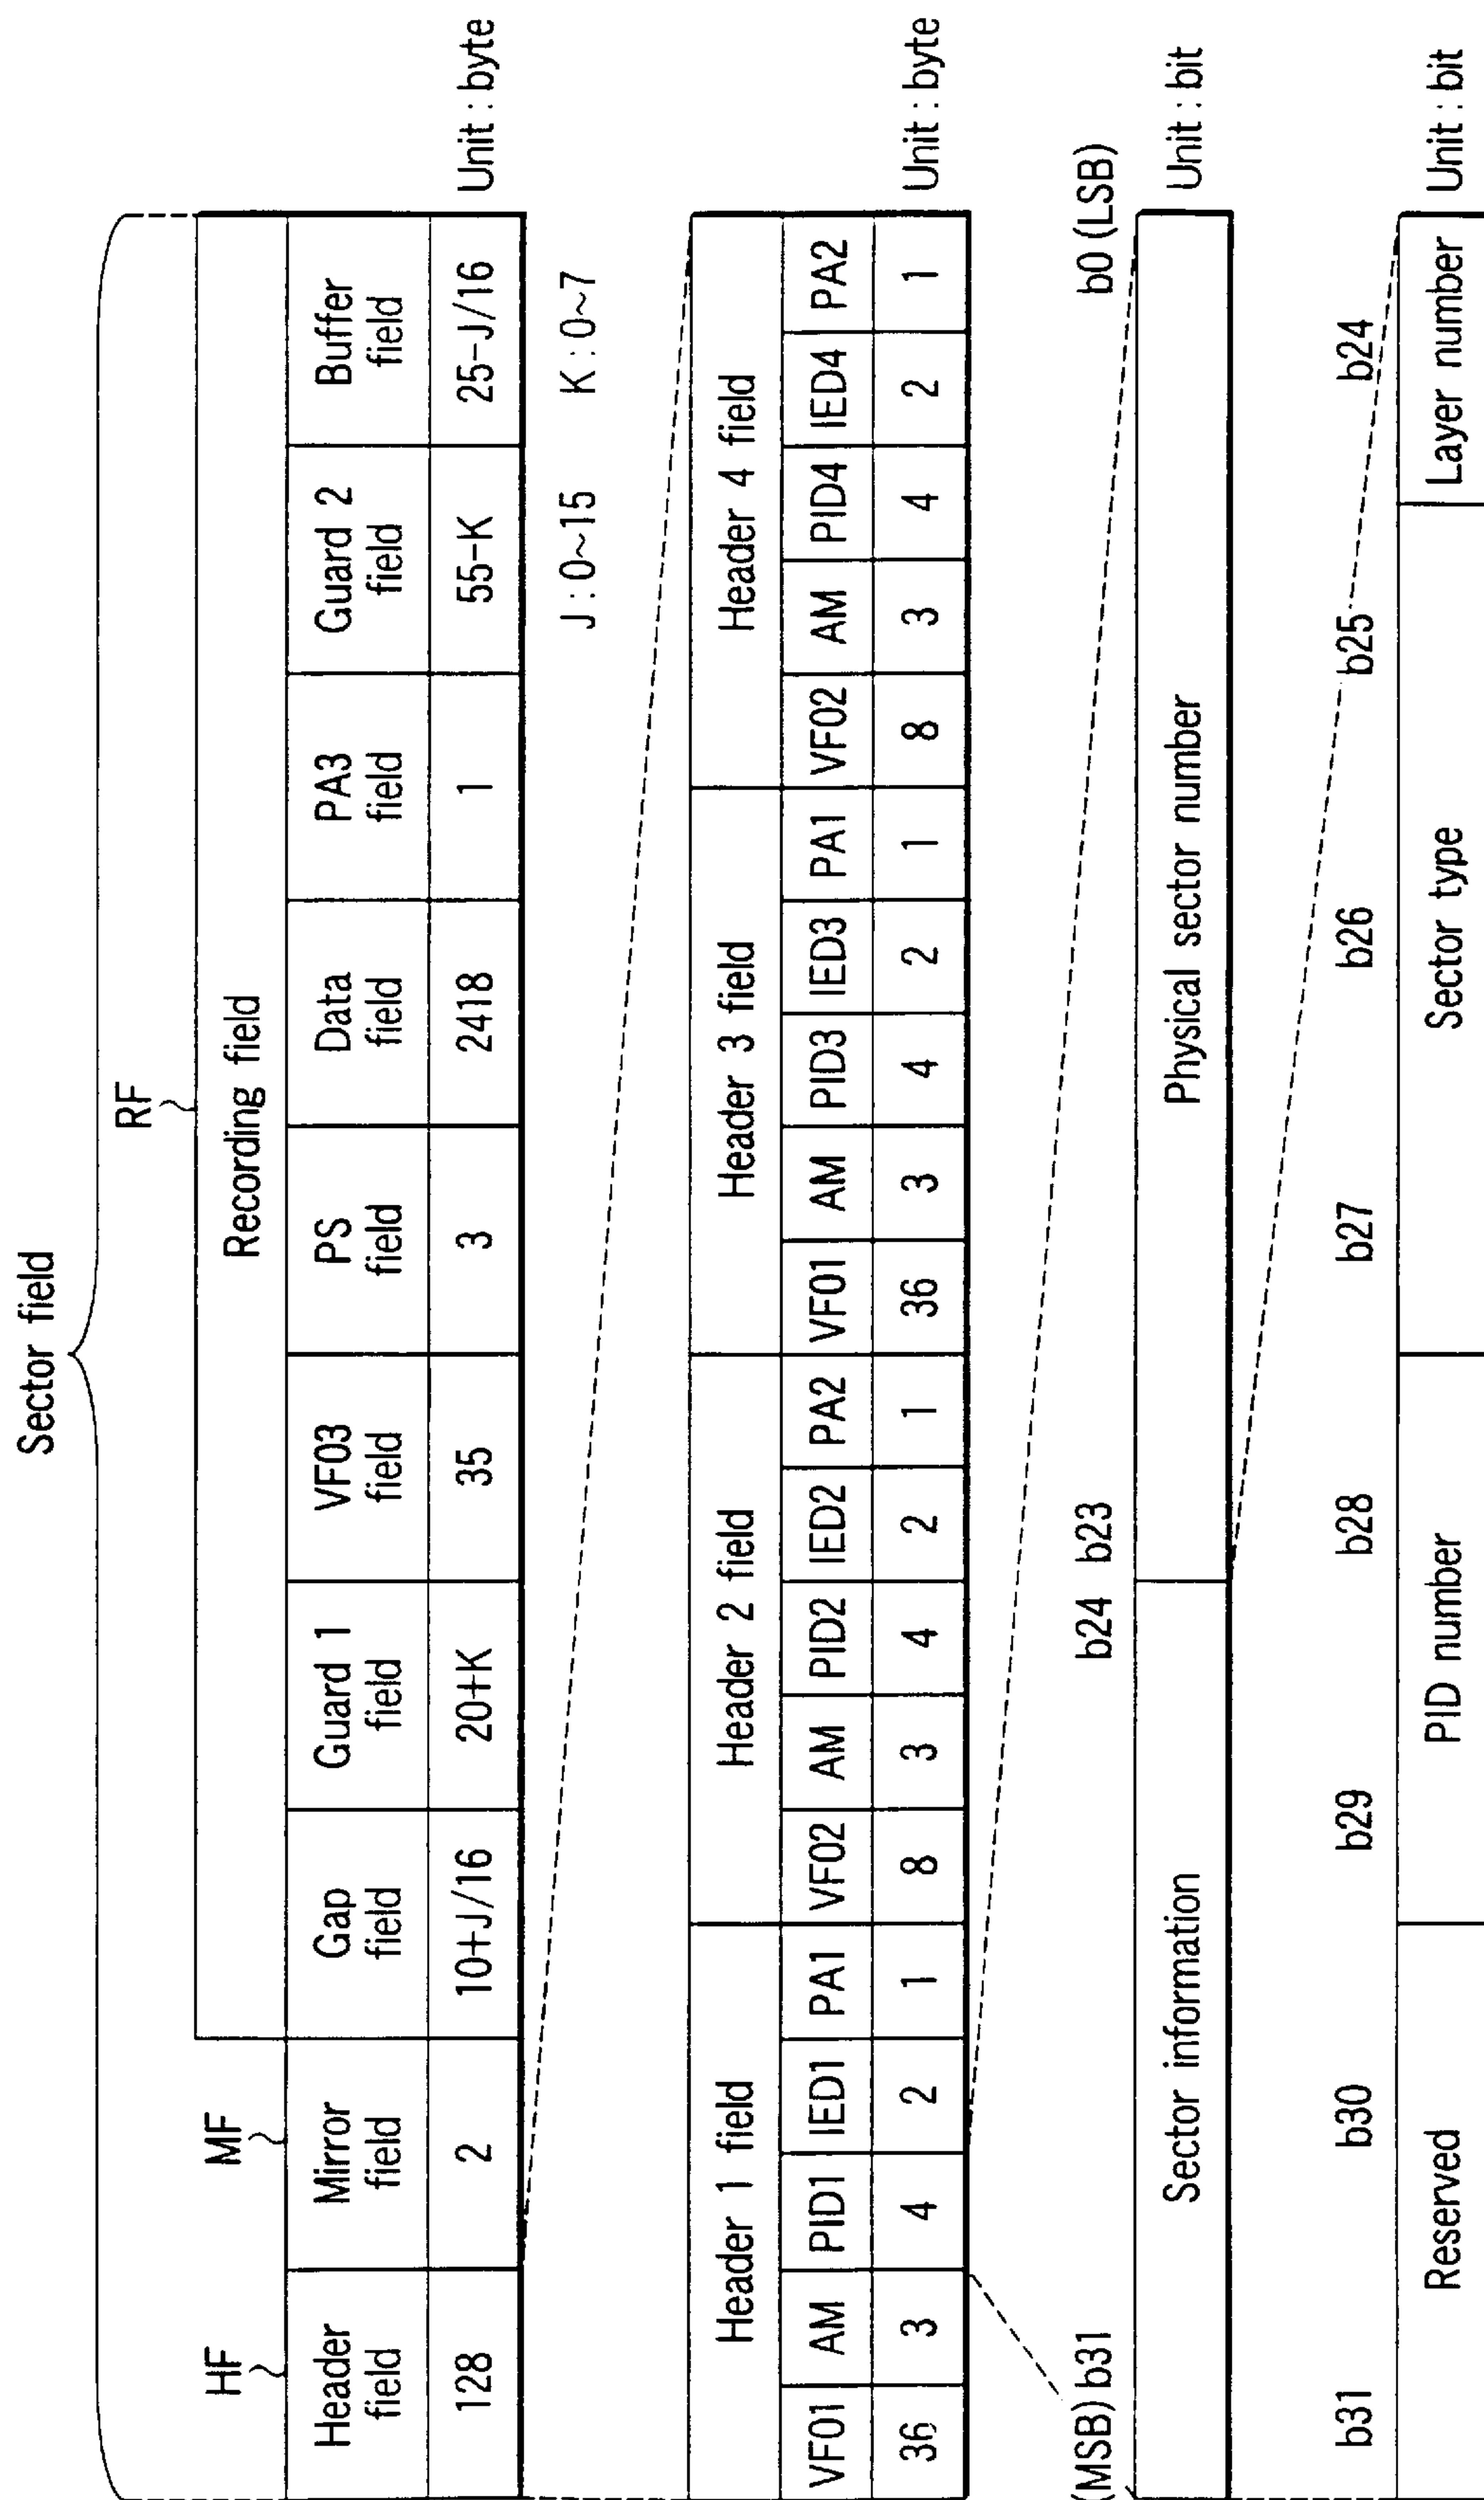 Sector field
RF
HF MF Recording field
Header field Mirror field Gap field Guard 1 field VFO3 field PS field Data field PA3 field Guard 2 field Buffer field
128 2 10+J/16 20+K 35 3 2418 1 55-K 25-J/16 Unit : byte
J : 0~15 K : 0~7
Header 1 field Header 2 field Header 3 field Header 4 field
VFO1 AM PID1 IED1 PA1 VFO2 AM PID2 IED2 PA2 VFO1 AM PID3 IED3 PA1 VFO2 AM PID4 IED4 PA2
36 3 4 2 1 8 3 4 2 1 36 3 4 2 1 8 3 4 2 1 Unit : byte
(MSB) b31 b24 b23 b0 (LSB)
Sector information Physical sector number Unit : bit
b31 b30 b29 b28 b27 b26 b25 b24
Reserved PID number Sector type Layer number Unit : bit